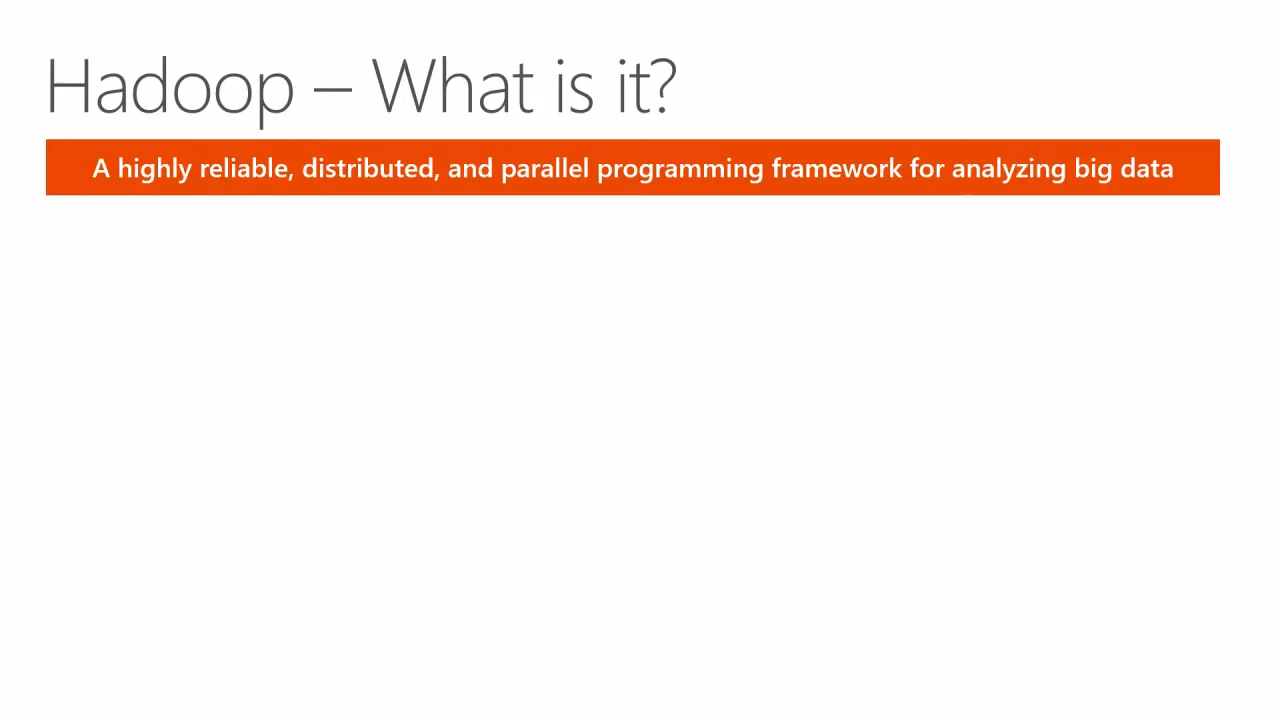 Hadoop – What is it?
A highly reliable, distributed, and parallel programming framework for analyzing big data